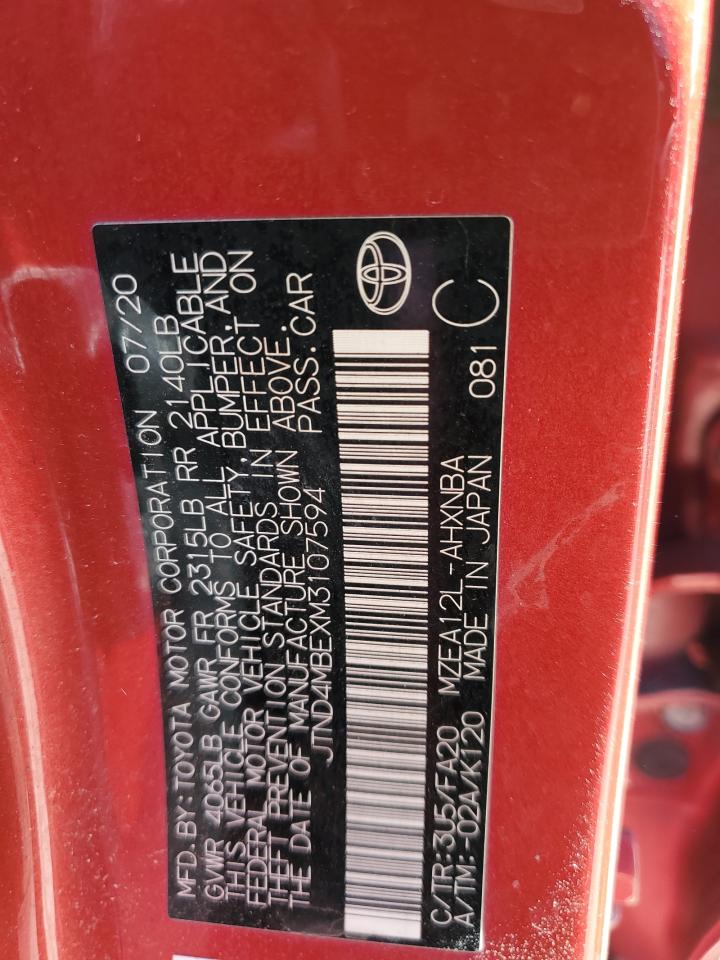 MFD.BY:TOYOTA MOTOR CORPORATION 07/20
GVWR 4065LB GAWR FR 2315LB RR 2140LB
THIS VEHICLE CONFORMS TO ALL APPLICABLE
FEDERAL MOTOR VEHICLE SAFETY, BUMPER, AND
THEFT PREVENTION STANDARDS IN EFFECT ON
THE DATE OF MANUFACTURE SHOWN ABOVE.
JTND4MBEXM3107594 PASS.CAR
C/TR:3U5/FA20 MZEA12L-AHXNBA
A/TM:-02A/K120 MADE IN JAPAN 081 C